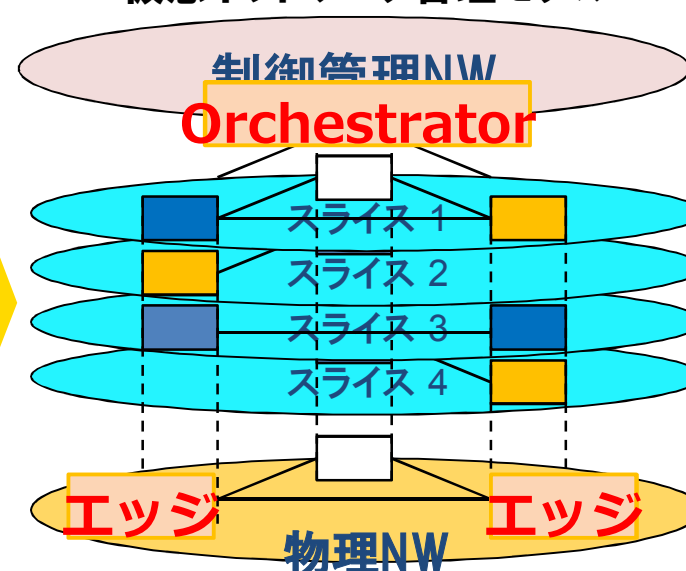 制御管理NW
Orchestrator
スライス 1
スライス 2
スライス 3
スライス 4
エッジ
エッジ
物理NW